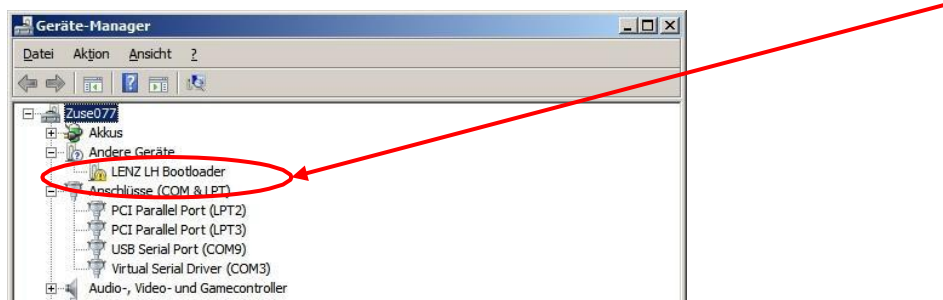 Geräte-Manager
Datei Aktion Ansicht ?
Zuse077
Akkus
Andere Geräte
LENZ LH Bootloader
Anschlüsse (COM & LPT)
PCI Parallel Port (LPT2)
PCI Parallel Port (LPT3)
USB Serial Port (COM9)
Virtual Serial Driver (COM3)
Audio-, Video- und Gamecontroller